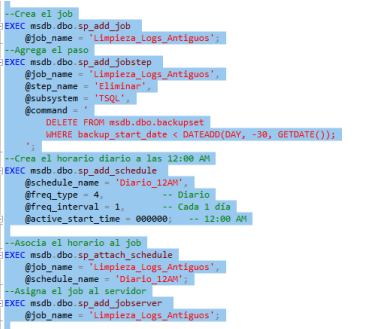 --Crea el job
EXEC msdb.dbo.sp_add_job
@job_name = 'Limpieza_Logs_Antiguos';
--Agrega el paso
EXEC msdb.dbo.sp_add_jobstep
@job_name = 'Limpieza_Logs_Antiguos',
@step_name = 'Eliminar',
@subsystem = 'TSQL',
@command = '
DELETE FROM msdb.dbo.backupset
WHERE backup_start_date < DATEADD(DAY, -30, GETDATE());
';
--Crea el horario diario a las 12:00 AM
EXEC msdb.dbo.sp_add_schedule
@schedule_name = 'Diario_12AM',
@freq_type = 4, -- Diario
@freq_interval = 1, -- Cada 1 día
@active_start_time = 000000; -- 12:00 AM
--Asocia el horario al job
EXEC msdb.dbo.sp_attach_schedule
@job_name = 'Limpieza_Logs_Antiguos',
@schedule_name = 'Diario_12AM';
--Asigna el job al servidor
EXEC msdb.dbo.sp_add_jobserver
@job_name = 'Limpieza_Logs_Antiguos';